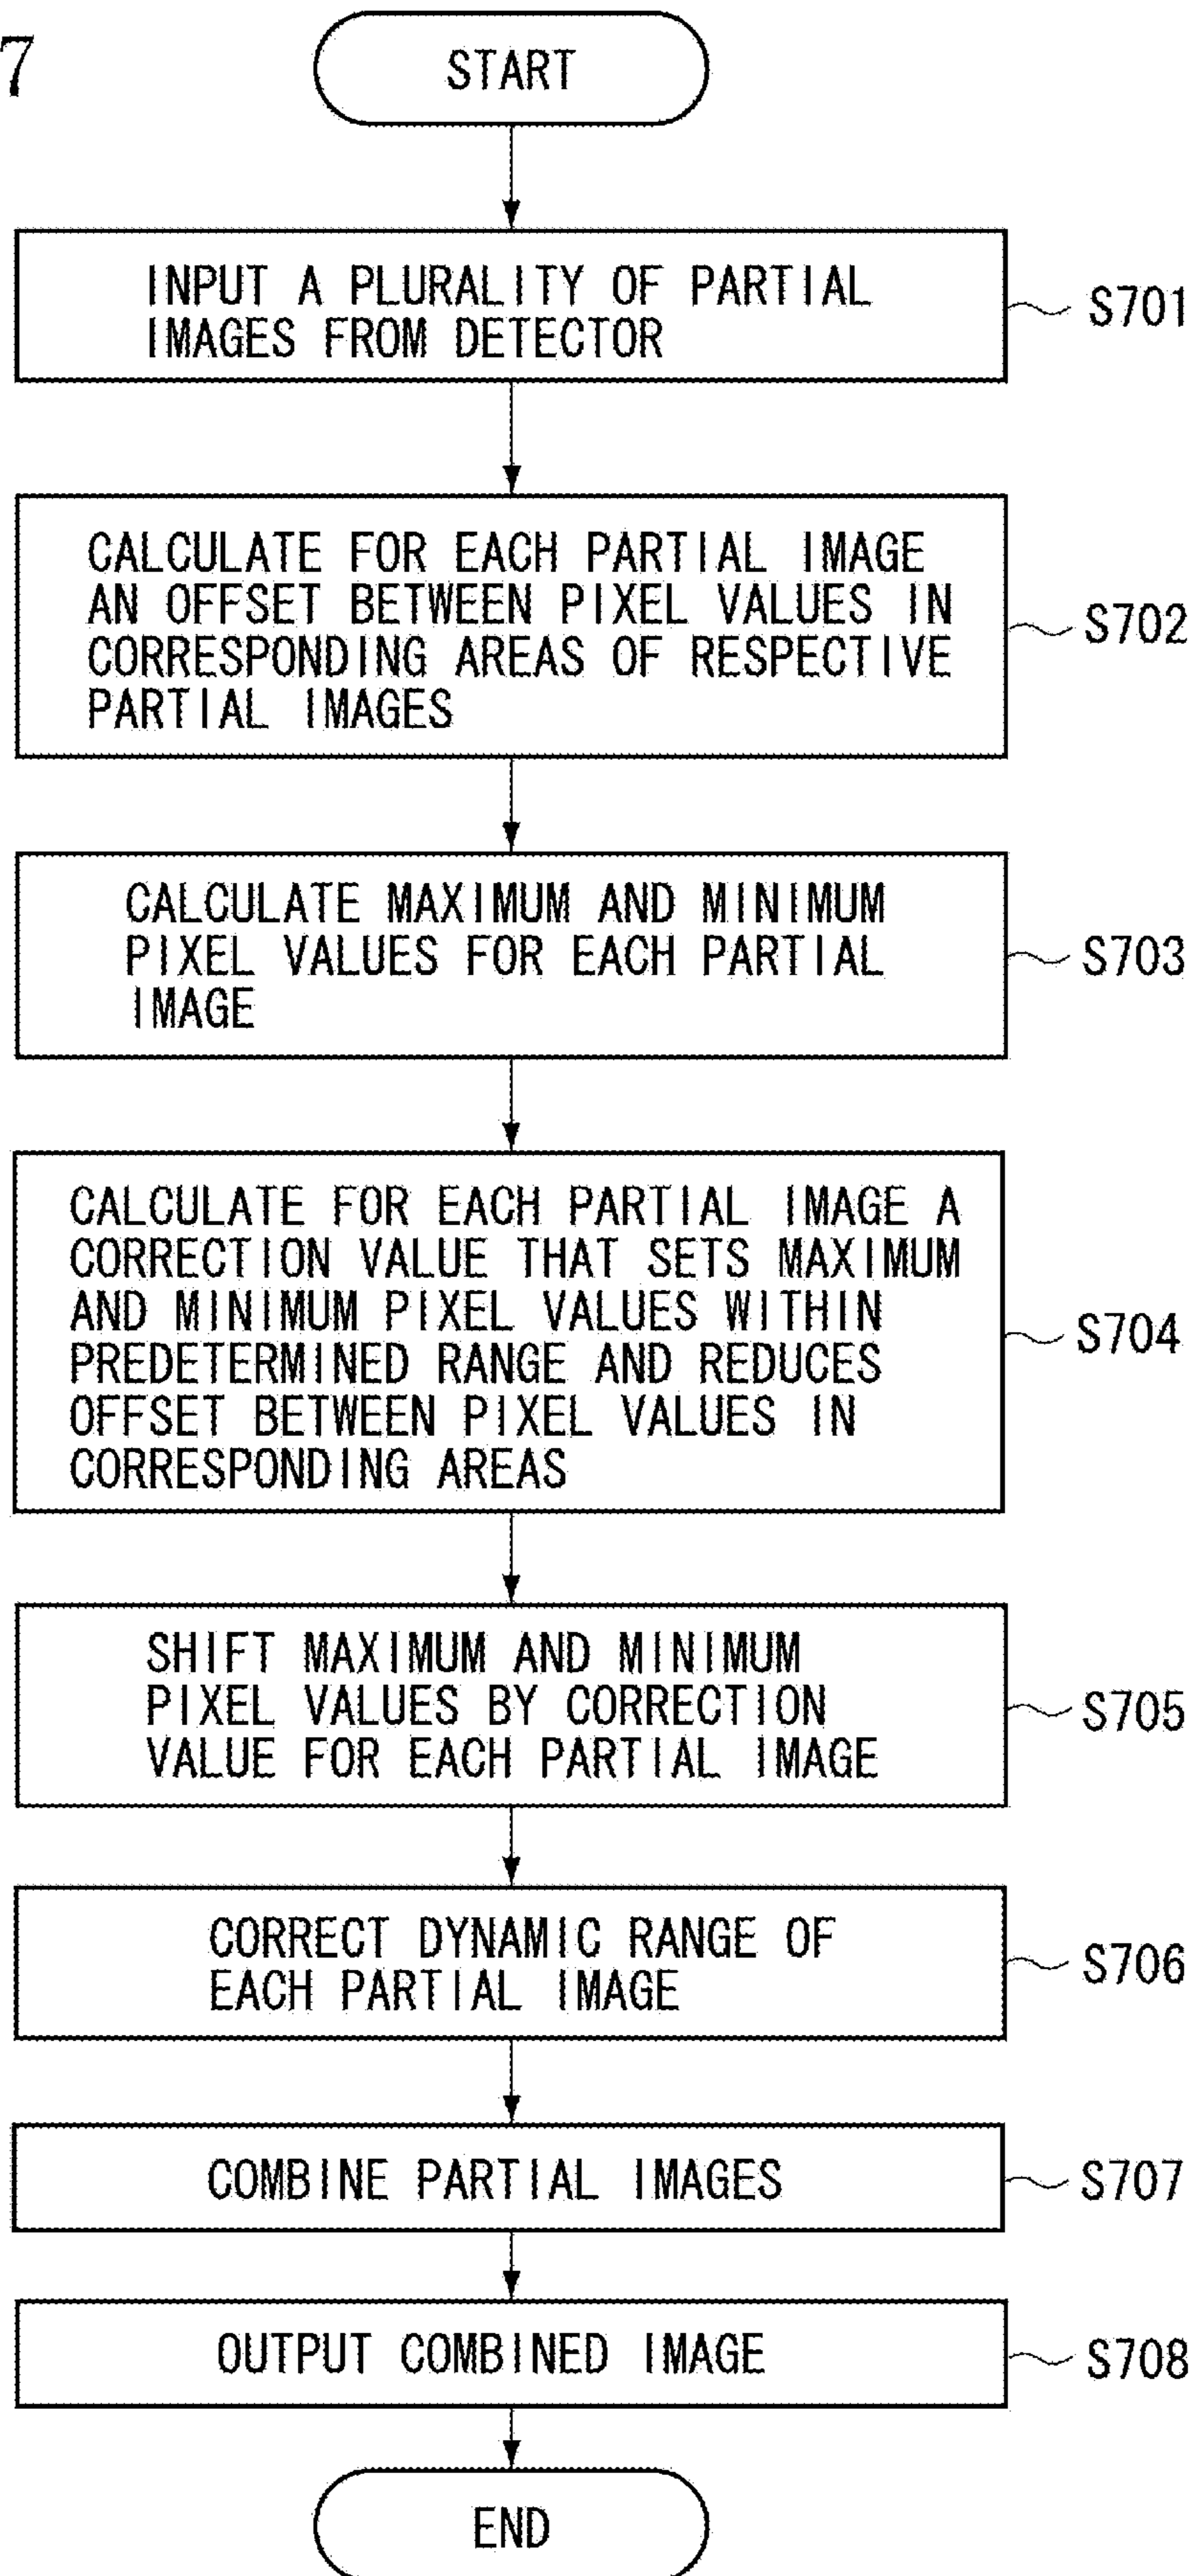 7
START
INPUT A PLURALITY OF PARTIAL
IMAGES FROM DETECTOR
S701
CALCULATE FOR EACH PARTIAL IMAGE
AN OFFSET BETWEEN PIXEL VALUES IN
CORRESPONDING AREAS OF RESPECTIVE
PARTIAL IMAGES
S702
CALCULATE MAXIMUM AND MINIMUM
PIXEL VALUES FOR EACH PARTIAL
IMAGE
S703
CALCULATE FOR EACH PARTIAL IMAGE A
CORRECTION VALUE THAT SETS MAXIMUM
AND MINIMUM PIXEL VALUES WITHIN
PREDETERMINED RANGE AND REDUCES
OFFSET BETWEEN PIXEL VALUES IN
CORRESPONDING AREAS
S704
SHIFT MAXIMUM AND MINIMUM
PIXEL VALUES BY CORRECTION
VALUE FOR EACH PARTIAL IMAGE
S705
CORRECT DYNAMIC RANGE OF
EACH PARTIAL IMAGE
S706
COMBINE PARTIAL IMAGES
S707
OUTPUT COMBINED IMAGE
S708
END